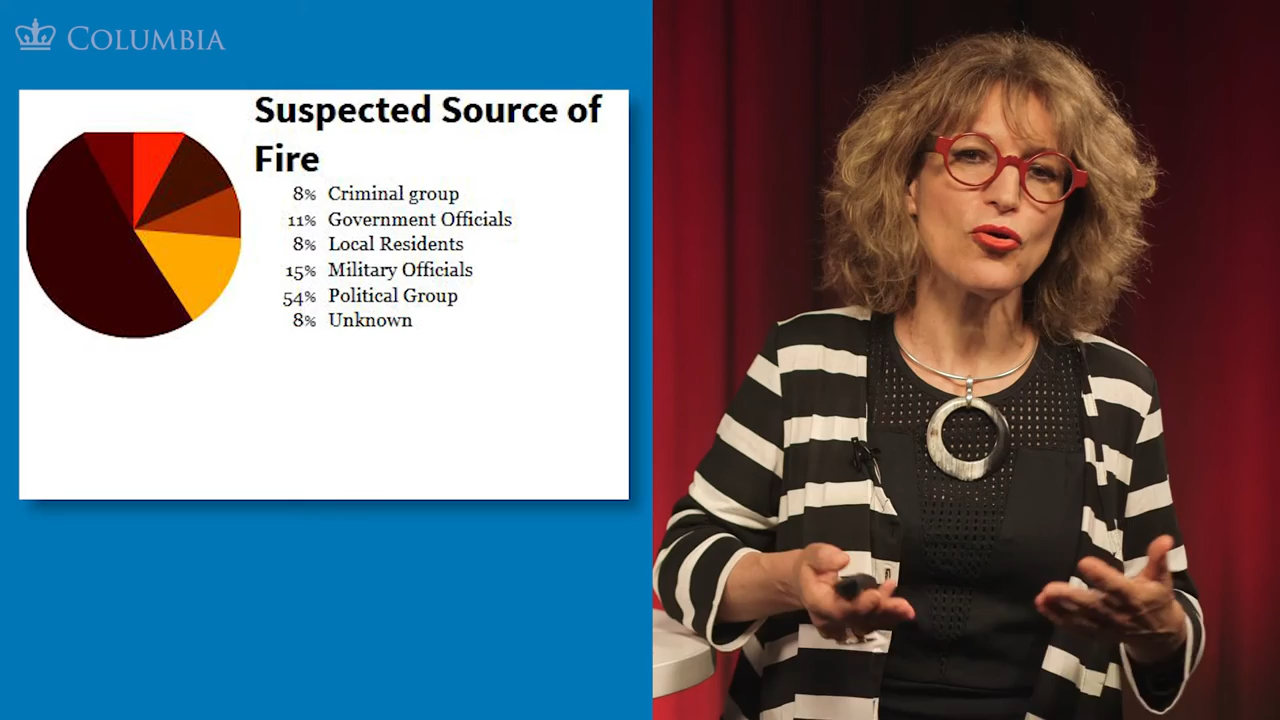 COLUMBIA
Suspected Source of
Fire
8% Criminal group
11% Government Officials
8% Local Residents
15% Military Officials
54% Political Group
8% Unknown